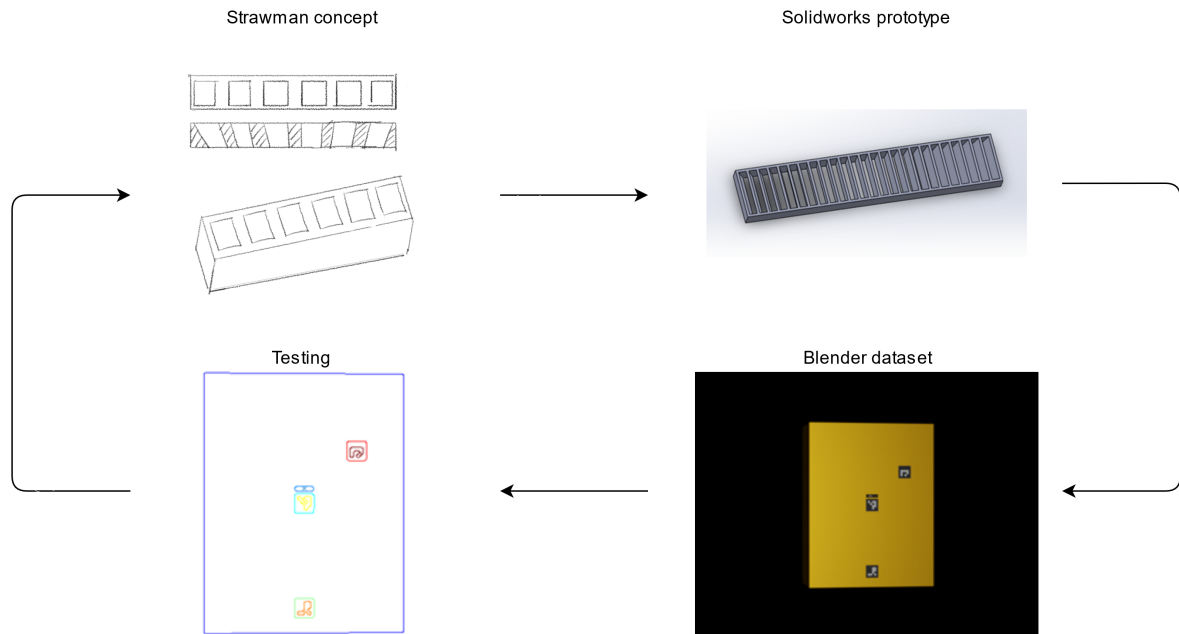 Strawman concept
Solidworks prototype
Testing
Blender dataset